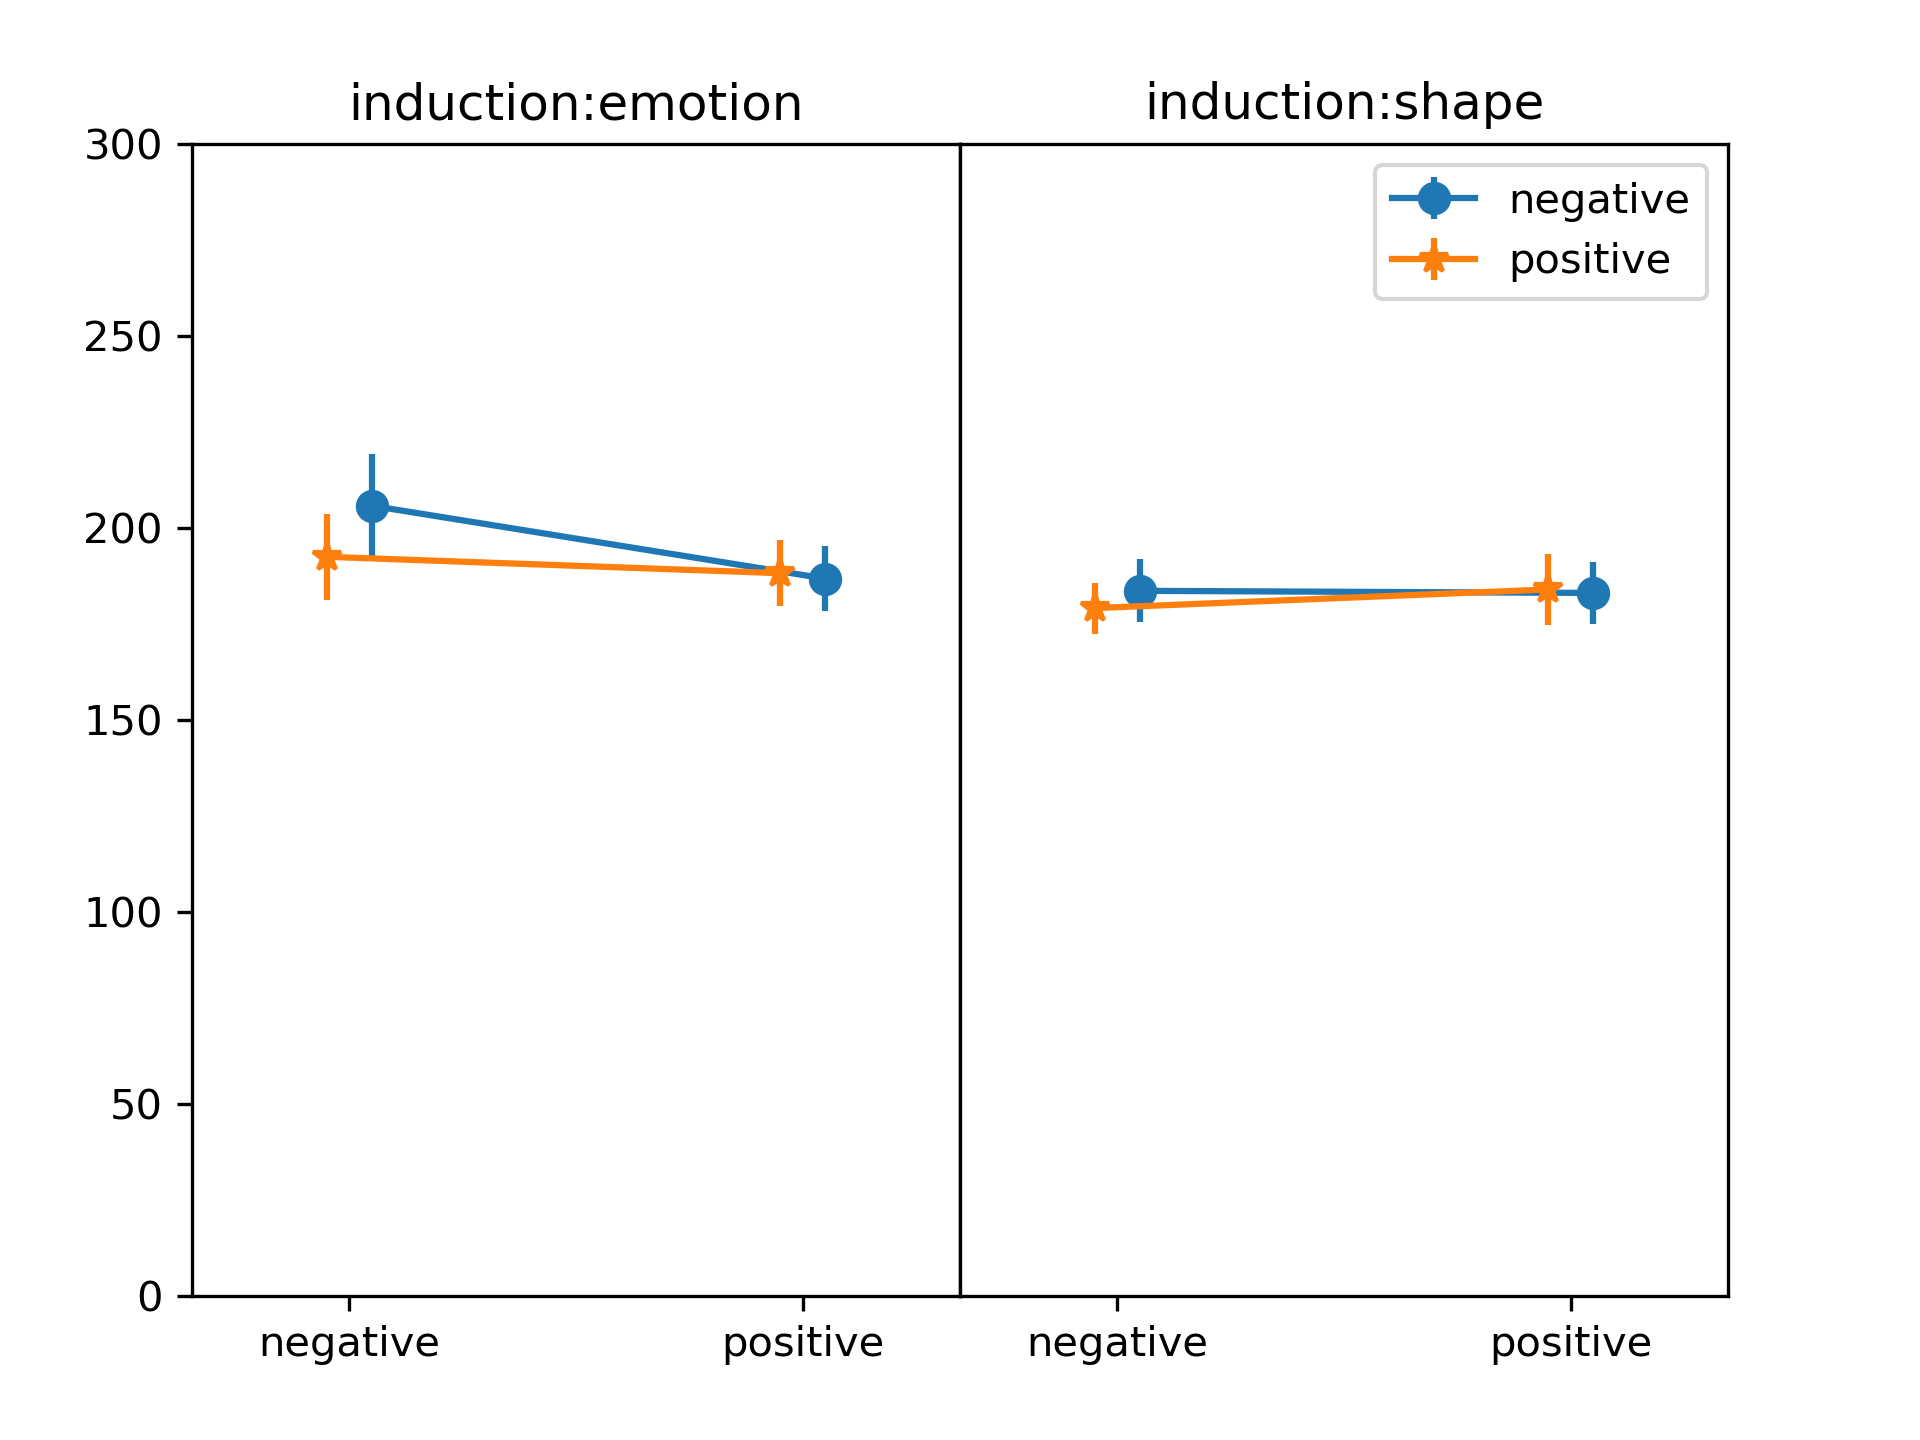 induction:emotion
induction:shape
300
250
200
150
100
50
0
negative
positive
negative
positive
negative
positive